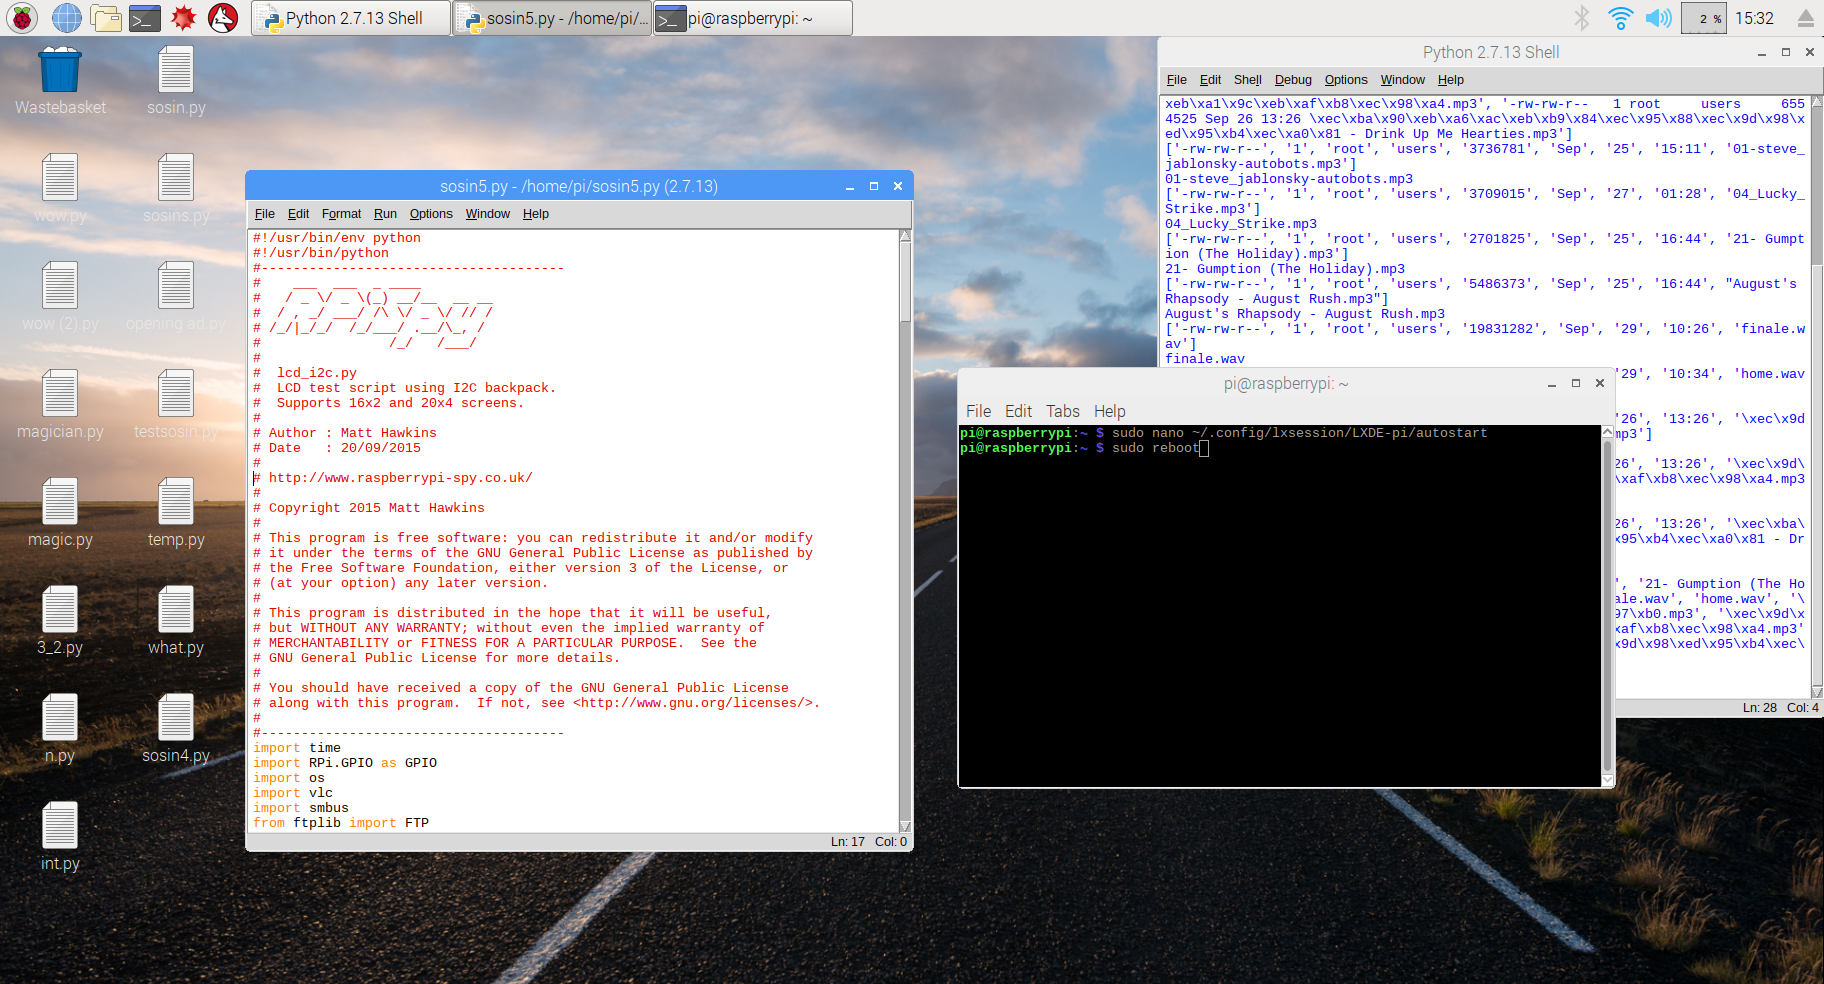 Python 2.7.13 Shell
sosin5.py - /home/pi/...
pi@raspberrypi: ~
2 %
15:32
Wastebasket
sosin.py
wow.py
sosins.py
wow (2).py
opening ad.py
magician.py
testsosin.py
magic.py
temp.py
3_2.py
what.py
n.py
sosin4.py
int.py
sosin5.py - /home/pi/sosin5.py (2.7.13)
File Edit Format Run Options Window Help
#!/usr/bin/env python
#!/usr/bin/python
#--------------------------------------
#    ___  ___  _ ____
#   / _ \/ _ \(_) __/__  __ __
#  / , _/ ___/ /\ \/ _ \/ // /
# /_/|_/_/  /_/___/ .__/\_, /
#                /_/   /___/
#
#  lcd_i2c.py
#  LCD test script using I2C backpack.
#  Supports 16x2 and 20x4 screens.
#
# Author : Matt Hawkins
# Date   : 20/09/2015
#
# http://www.raspberrypi-spy.co.uk/
#
# Copyright 2015 Matt Hawkins
#
# This program is free software: you can redistribute it and/or modify
# it under the terms of the GNU General Public License as published by
# the Free Software Foundation, either version 3 of the License, or
# (at your option) any later version.
#
# This program is distributed in the hope that it will be useful,
# but WITHOUT ANY WARRANTY; without even the implied warranty of
# MERCHANTABILITY or FITNESS FOR A PARTICULAR PURPOSE.  See the
# GNU General Public License for more details.
#
# You should have received a copy of the GNU General Public License
# along with this program.  If not, see <http://www.gnu.org/licenses/>.
#
#--------------------------------------
import time
import RPi.GPIO as GPIO
import os
import vlc
import smbus
from ftplib import FTP
Ln: 17 Col: 0
Python 2.7.13 Shell
File Edit Shell Debug Options Window Help
xeb\xa1\x9c\xeb\xaf\xb8\xec\x98\xa4.mp3', '-rw-rw-r--   1 root     users     655
4525 Sep 26 13:26 \xec\xba\x90\xeb\xa6\xac\xeb\xb9\x84\xec\x95\x88\xec\x9d\x98\x
ed\x95\xb4\xec\xa0\x81 - Drink Up Me Hearties.mp3']
['-rw-rw-r--', '1', 'root', 'users', '3736781', 'Sep', '25', '15:11', '01-steve_
jablonsky-autobots.mp3']
01-steve_jablonsky-autobots.mp3
['-rw-rw-r--', '1', 'root', 'users', '3709015', 'Sep', '27', '01:28', '04_Lucky_
Strike.mp3']
04_Lucky_Strike.mp3
['-rw-rw-r--', '1', 'root', 'users', '2701825', 'Sep', '25', '16:44', '21- Gumpt
ion (The Holiday).mp3']
21- Gumption (The Holiday).mp3
['-rw-rw-r--', '1', 'root', 'users', '5486373', 'Sep', '25', '16:44', "August's
Rhapsody - August Rush.mp3"]
August's Rhapsody - August Rush.mp3
['-rw-rw-r--', '1', 'root', 'users', '19831282', 'Sep', '29', '10:26', 'finale.w
av']
finale.wav
'29', '10:34', 'home.wav
'26', '13:26', '\xec\x9d
mp3']
26', '13:26', '\xec\x9d\
\xaf\xb8\xec\x98\xa4.mp3
26', '13:26', '\xec\xba\
x95\xb4\xec\xa0\x81 - Dr
', '21- Gumption (The Ho
ale.wav', 'home.wav', '\
97\xb0.mp3', '\xec\x9d\x
xaf\xb8\xec\x98\xa4.mp3'
x9d\x98\xed\x95\xb4\xec\
Ln: 28 Col: 4
pi@raspberrypi: ~
File Edit Tabs Help
pi@raspberrypi:~ $ sudo nano ~/.config/lxsession/LXDE-pi/autostart
pi@raspberrypi:~ $ sudo reboot